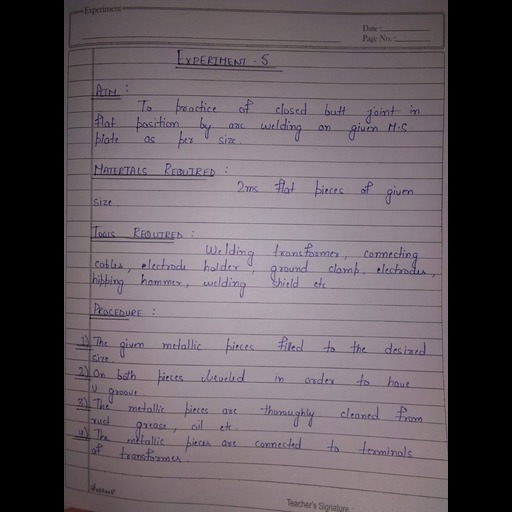 Experiment
Date :
Page No. :
EXPERIMENT - 5
AIM :
To practice of closed butt joint in
flat position by arc welding on given M.S
plate as per size.
MATERIALS REQUIRED :
2ms flat pieces of given
size.
TOOLS REQUIRED :
Welding transformer, connecting
cables, electrode holder, ground clamp, electrodes,
hipping hammer, welding shield etc
PROCEDURE :
1) The given metallic pieces filed to the desired
size.
2) On both pieces beveled in order to have
V groove.
3) The metallic pieces are thoroughly cleaned from
rust grease, oil etc.
4) The metallic pieces are connected to terminals
of transformer.
Teacher's Signature :